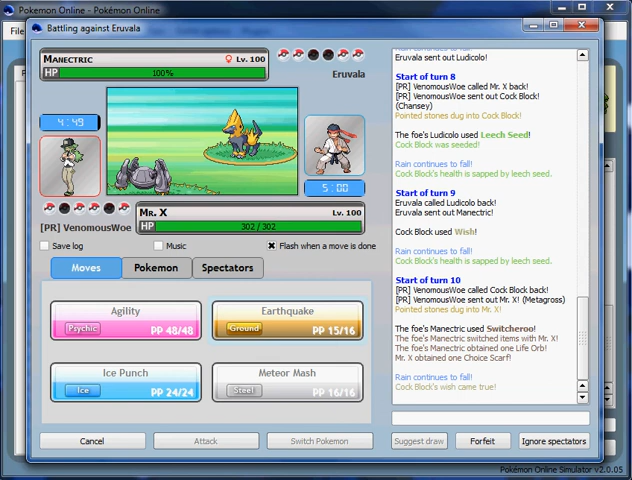 Pokemon Online - Pokémon Online
File
Battling against Eruvala
MANECTRIC
♀ Lv. 100
HP
100%
Eruvala
4:49
5:00
[PR] VenomousWoe
MR. X
Lv. 100
HP
302 / 302
Save log
Music
Flash when a move is done
Moves
Pokemon
Spectators
Agility
Psychic
PP 48/48
Earthquake
Ground
PP 15/16
Ice Punch
Ice
PP 24/24
Meteor Mash
Steel
PP 16/16
Cancel
Attack
Switch Pokemon
Rain continues to fall!
Eruvala sent out Ludicolo!
Start of turn 8
[PR] VenomousWoe called Mr. X back!
[PR] VenomousWoe sent out Cock Block!
(Chansey)
Pointed stones dug into Cock Block!
The foe's Ludicolo used Leech Seed!
Cock Block was seeded!
Rain continues to fall!
Cock Block's health is sapped by leech seed.
Start of turn 9
Eruvala called Ludicolo back!
Eruvala sent out Manectric!
Cock Block used Wish!
Rain continues to fall!
Cock Block's health is sapped by leech seed.
Start of turn 10
[PR] VenomousWoe called Cock Block back!
[PR] VenomousWoe sent out Mr. X! (Metagross)
Pointed stones dug into Mr. X!
The foe's Manectric used Switcheroo!
The foe's Manectric switched items with Mr. X!
The foe's Manectric obtained one Life Orb!
Mr. X obtained one Choice Scarf!
Rain continues to fall!
Cock Block's wish came true!
Suggest draw
Forfeit
Ignore spectators
Pokémon Online Simulator v2.0.05